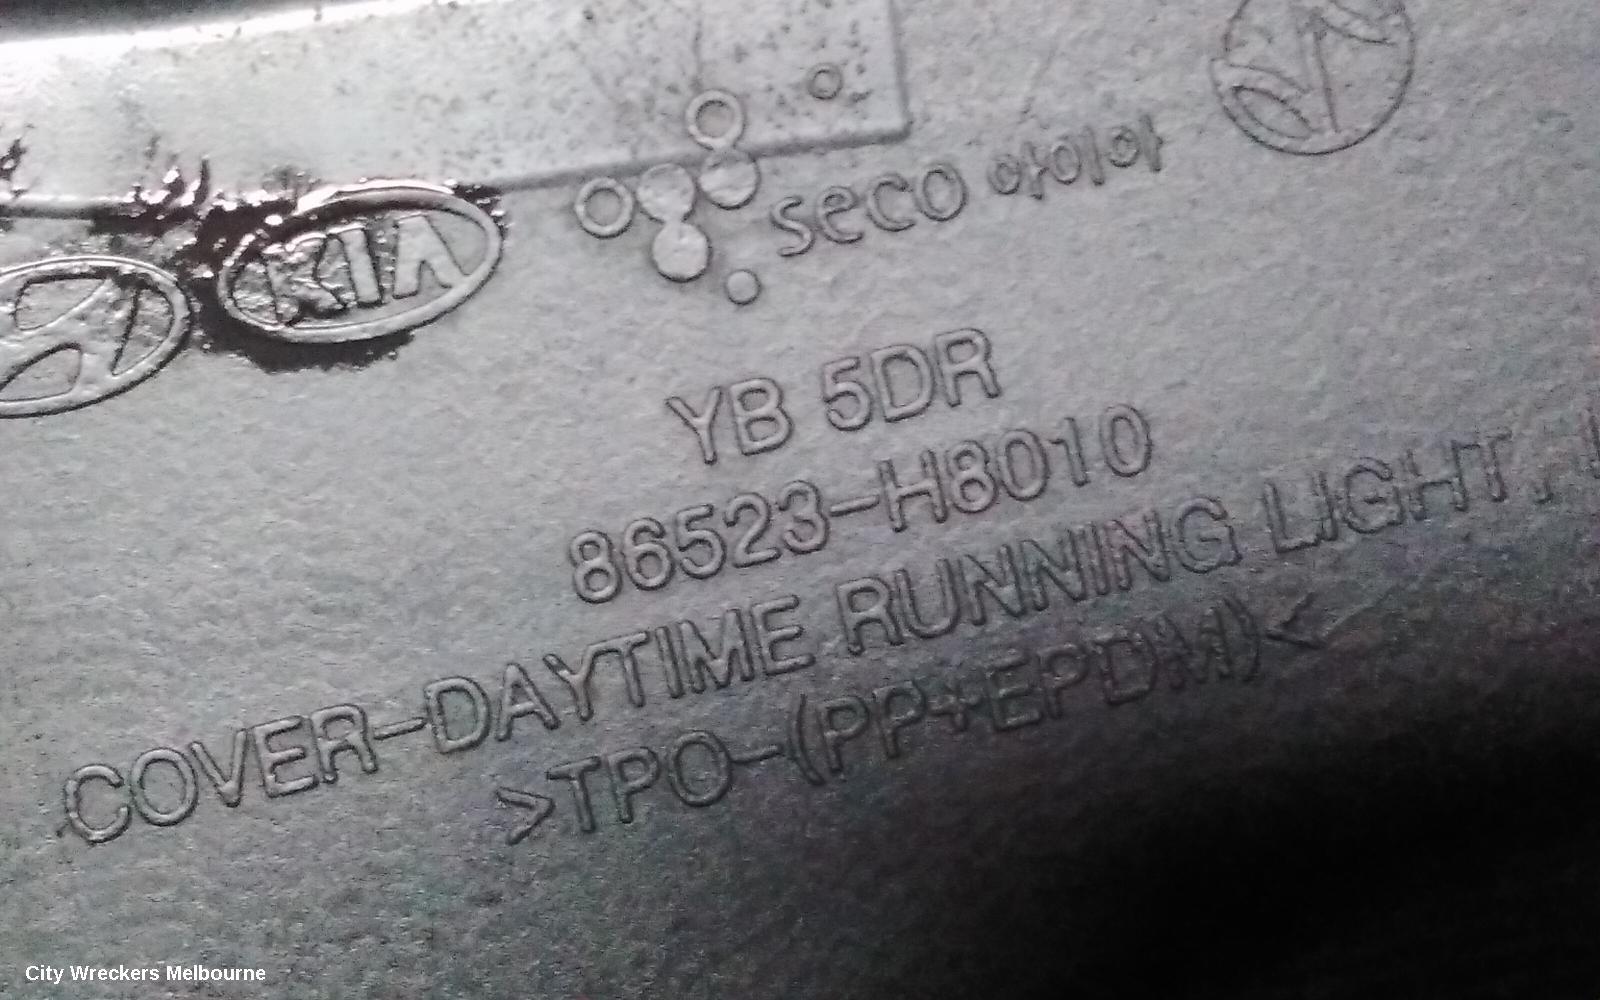 KIA
seco 아이아
YB 5DR
86523-H8010
COVER-DAYTIME RUNNING LIGHT,
>TPO-(PP+EPDM)<
City Wreckers Melbourne